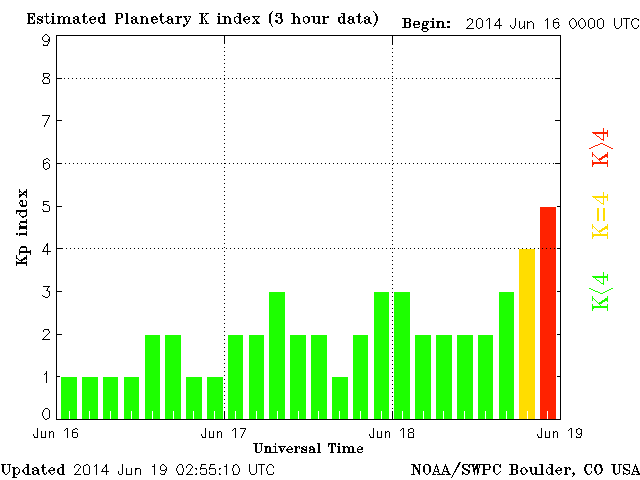 Estimated Planetary K index (3 hour data) Begin: 2014 Jun 16 0000 UTC
9
8
7
6
5
4
3
2
1
0
Kp index
K>4
K=4
K<4
Jun 16 Jun 17 Jun 18 Jun 19
Universal Time
Updated 2014 Jun 19 02:55:10 UTC NOAA/SWPC Boulder, CO USA